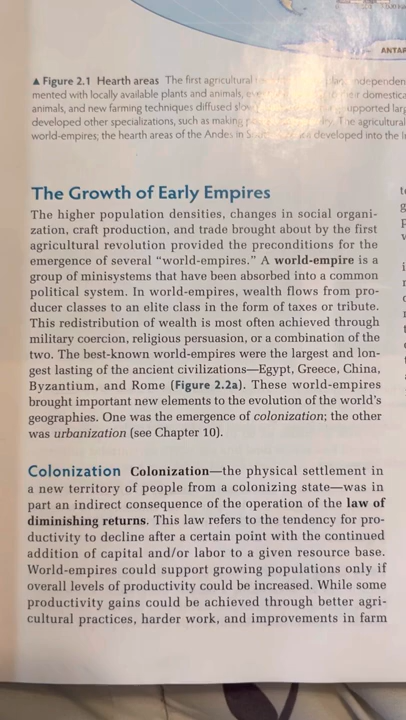 ANTAR
▲ Figure 2.1 Hearth areas The first agricultural independen
mented with locally available plants and animals, domestica
animals, and new farming techniques diffused supported larg
developed other specializations, such as making The agricultural
world-empires; the hearth areas of the Andes in developed into the
The Growth of Early Empires
The higher population densities, changes in social organi-
zation, craft production, and trade brought about by the first
agricultural revolution provided the preconditions for the
emergence of several “world-empires.” A world-empire is a
group of minisystems that have been absorbed into a common
political system. In world-empires, wealth flows from pro-
ducer classes to an elite class in the form of taxes or tribute.
This redistribution of wealth is most often achieved through
military coercion, religious persuasion, or a combination of the
two. The best-known world-empires were the largest and lon-
gest lasting of the ancient civilizations—Egypt, Greece, China,
Byzantium, and Rome (Figure 2.2a). These world-empires
brought important new elements to the evolution of the world's
geographies. One was the emergence of colonization; the other
was urbanization (see Chapter 10).
Colonization Colonization—the physical settlement in
a new territory of people from a colonizing state—was in
part an indirect consequence of the operation of the law of
diminishing returns. This law refers to the tendency for pro-
ductivity to decline after a certain point with the continued
addition of capital and/or labor to a given resource base.
World-empires could support growing populations only if
overall levels of productivity could be increased. While some
productivity gains could be achieved through better agri-
cultural practices, harder work, and improvements in farm